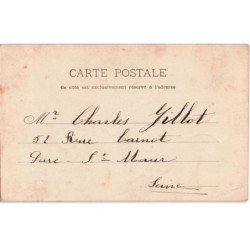 CARTE POSTALE
Ce côté est exclusivement réservé à l'adresse
Mr Charles Gillot
52 Rue Carnot
Parc - St Maur
Seine